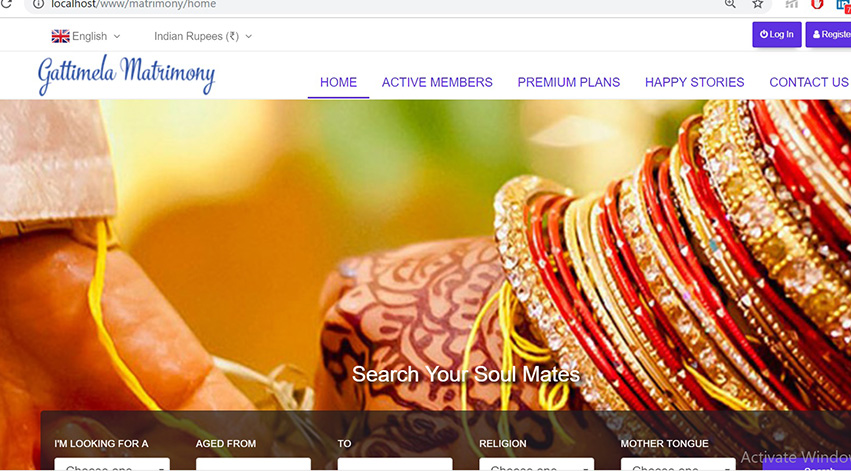 localhost/www/matrimony/home
English
Indian Rupees (₹)
Log In
Registe
Gattimela Matrimony
HOME
ACTIVE MEMBERS
PREMIUM PLANS
HAPPY STORIES
CONTACT US
Search Your Soul Mates
I'M LOOKING FOR A
AGED FROM
TO
RELIGION
MOTHER TONGUE
Choose one
Choose one
Choose one
Activate Window
Search